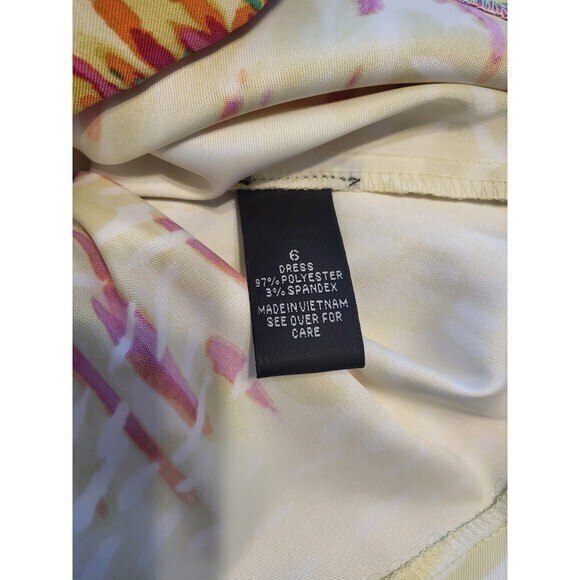 6
DRESS
97% POLYESTER
3% SPANDEX
MADE IN VIETNAM
SEE OVER FOR
CARE